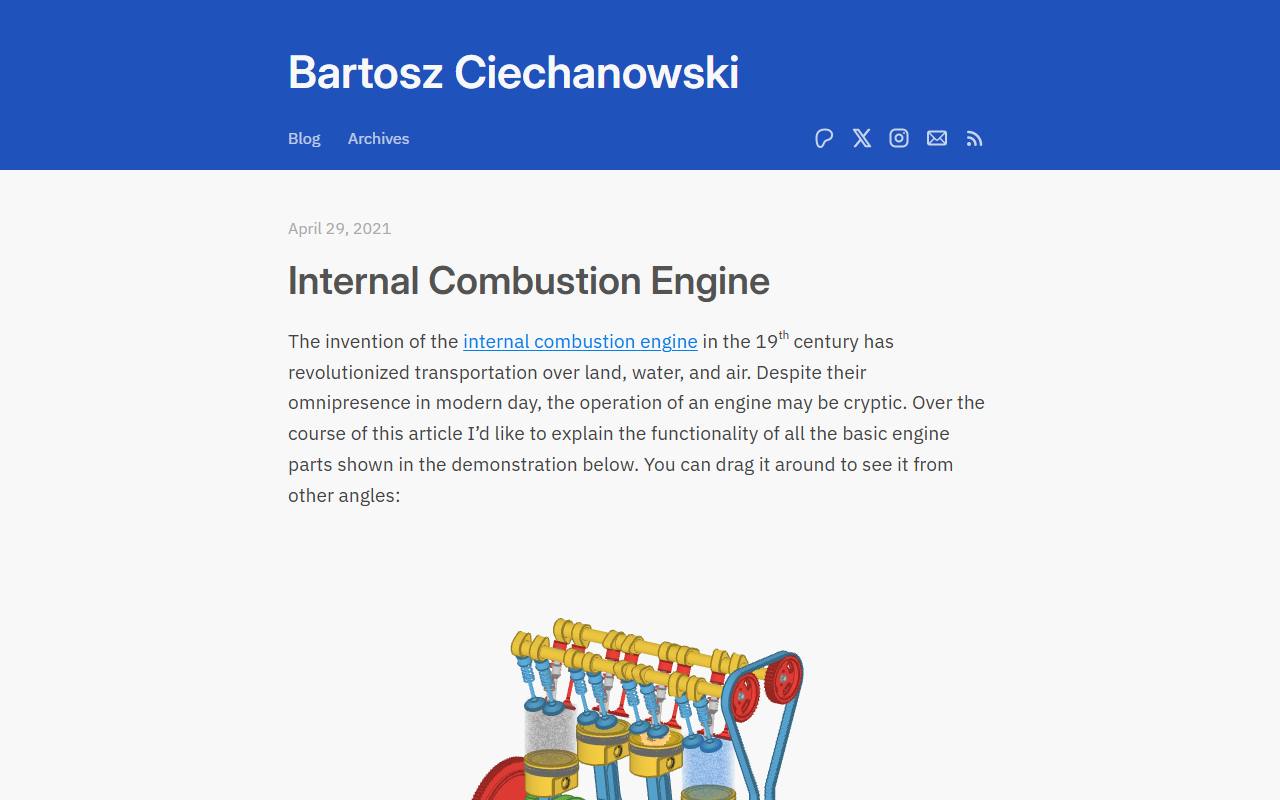 Bartosz Ciechanowski
Blog Archives
April 29, 2021
Internal Combustion Engine
The invention of the internal combustion engine in the 19th century has
revolutionized transportation over land, water, and air. Despite their
omnipresence in modern day, the operation of an engine may be cryptic. Over the
course of this article I’d like to explain the functionality of all the basic engine
parts shown in the demonstration below. You can drag it around to see it from
other angles: